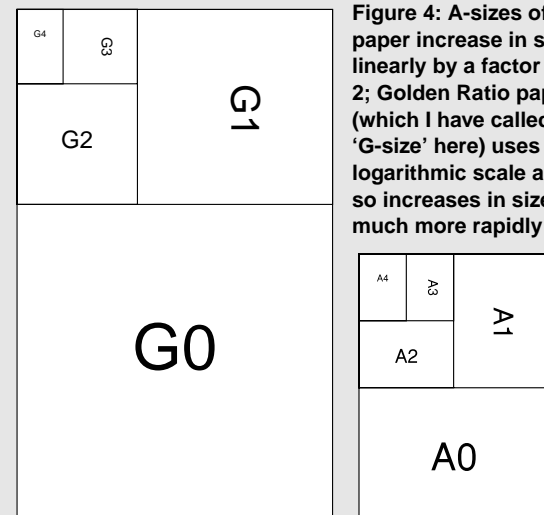 G4
G3
G1
G2
G0
Figure 4: A-sizes of
paper increase in
linearly by a factor
2; Golden Ratio
(which I have called
‘G-size’ here) uses
logarithmic scale
so increases in
much more rapidly
A4
A3
A1
A2
A0